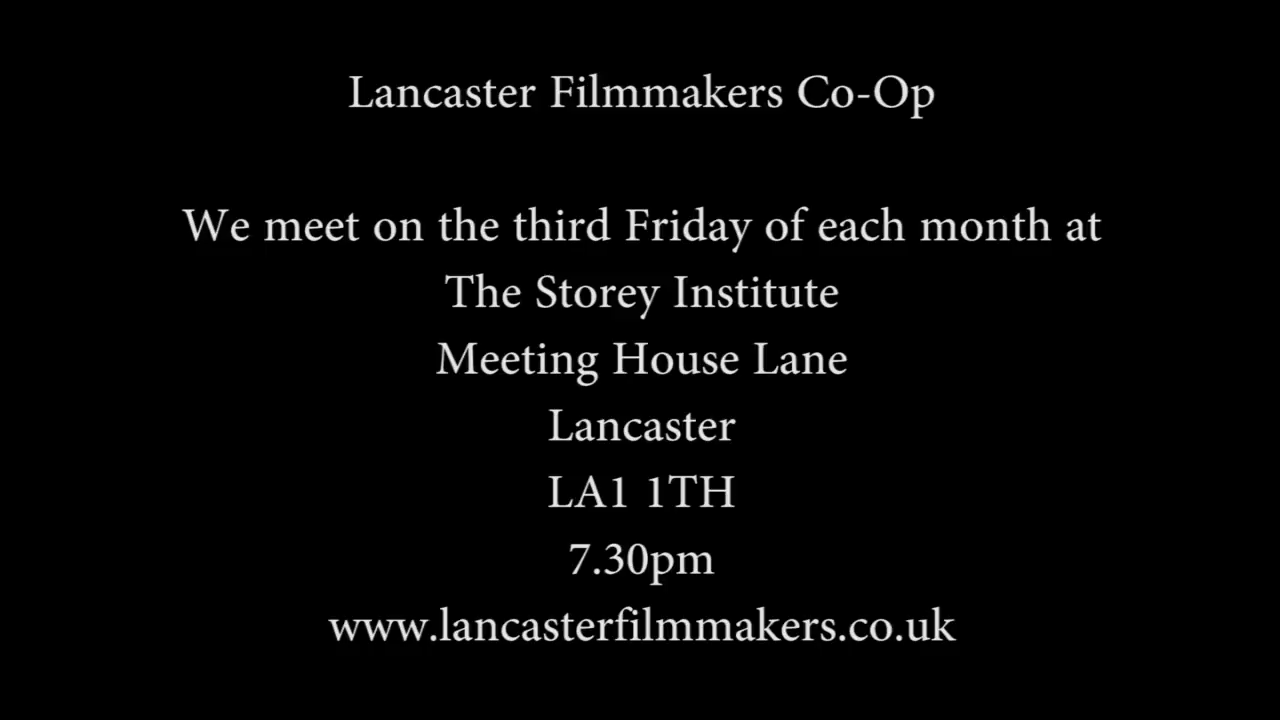 Lancaster Filmmakers Co-Op
We meet on the third Friday of each month at
The Storey Institute
Meeting House Lane
Lancaster
LA1 1TH
7.30pm
www.lancasterfilmmakers.co.uk